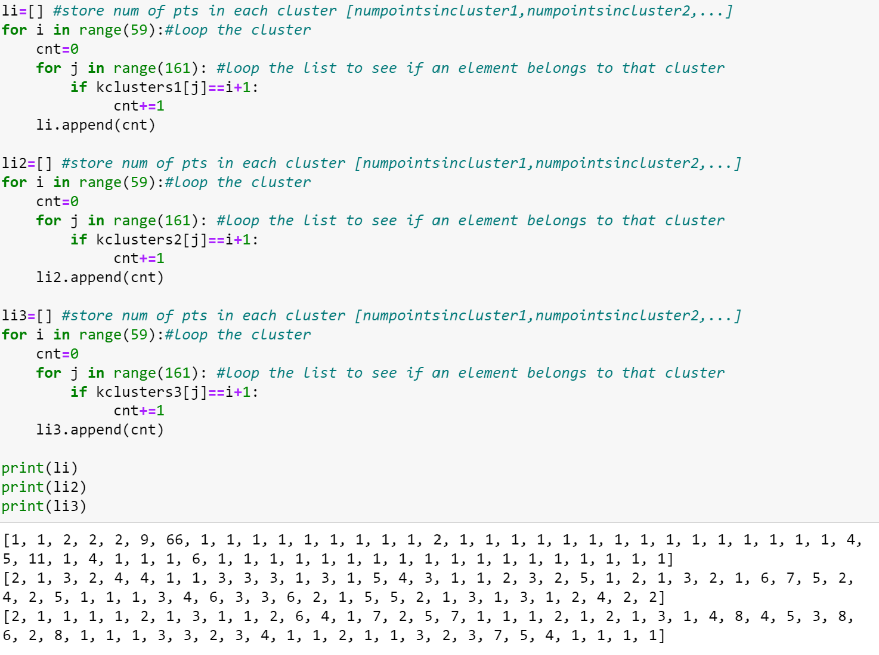 li=[] #store num of pts in each cluster [numpointsincluster1,numpointsincluster2,...]
for i in range(59):#loop the cluster
    cnt=0
    for j in range(161): #loop the list to see if an element belongs to that cluster
        if kclusters1[j]==i+1:
             cnt+=1
    li.append(cnt)

li2=[] #store num of pts in each cluster [numpointsincluster1,numpointsincluster2,...]
for i in range(59):#loop the cluster
    cnt=0
    for j in range(161): #loop the list to see if an element belongs to that cluster
        if kclusters2[j]==i+1:
             cnt+=1
    li2.append(cnt)

li3=[] #store num of pts in each cluster [numpointsincluster1,numpointsincluster2,...]
for i in range(59):#loop the cluster
    cnt=0
    for j in range(161): #loop the list to see if an element belongs to that cluster
        if kclusters3[j]==i+1:
             cnt+=1
    li3.append(cnt)

print(li)
print(li2)
print(li3)
[1, 1, 2, 2, 2, 9, 66, 1, 1, 1, 1, 1, 1, 1, 1, 1, 2, 1, 1, 1, 1, 1, 1, 1, 1, 1, 1, 1, 1, 1, 1, 1, 4,
5, 11, 1, 4, 1, 1, 1, 6, 1, 1, 1, 1, 1, 1, 1, 1, 1, 1, 1, 1, 1, 1, 1, 1, 1, 1]
[2, 1, 3, 2, 4, 4, 1, 1, 3, 3, 3, 1, 3, 1, 5, 4, 3, 1, 1, 2, 3, 2, 5, 1, 2, 1, 3, 2, 1, 6, 7, 5, 2,
4, 2, 5, 1, 1, 1, 3, 4, 6, 3, 3, 6, 2, 1, 5, 5, 2, 1, 3, 1, 3, 1, 2, 4, 2, 2]
[2, 1, 1, 1, 1, 2, 1, 3, 1, 1, 2, 6, 4, 1, 7, 2, 5, 7, 1, 1, 1, 2, 1, 2, 1, 3, 1, 4, 8, 4, 5, 3, 8,
6, 2, 8, 1, 1, 1, 3, 3, 2, 3, 4, 1, 1, 2, 1, 1, 3, 2, 3, 7, 5, 4, 1, 1, 1, 1]